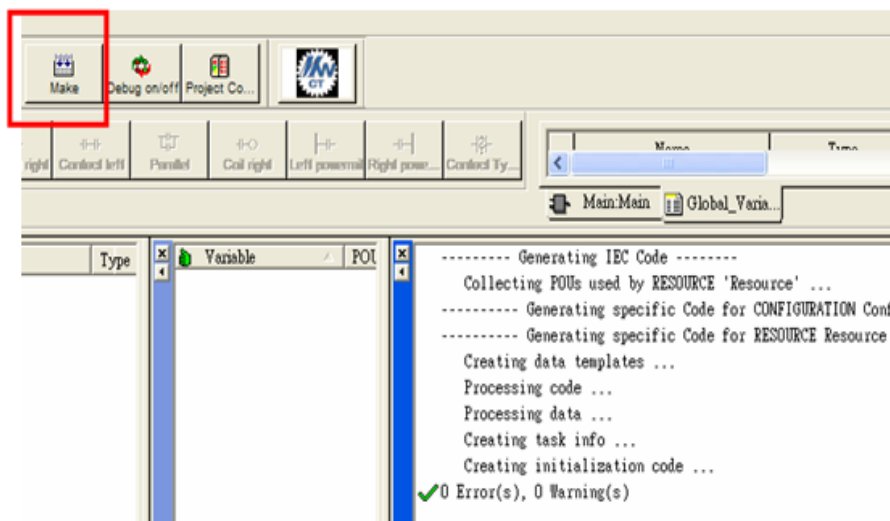 Make Debug on/off Project Co...
KW
CT
right Contact left Parallel Coil right Left powerrail Right powe... Contact Ty...
Name Type
Main:Main Global_Varia...
Type Variable POU
--------- Generating IEC Code --------
Collecting POUs used by RESOURCE 'Resource' ...
---------- Generating specific Code for CONFIGURATION Conf
---------- Generating specific Code for RESOURCE Resource
Creating data templates ...
Processing code ...
Processing data ...
Creating task info ...
Creating initialization code ...
0 Error(s), 0 Warning(s)